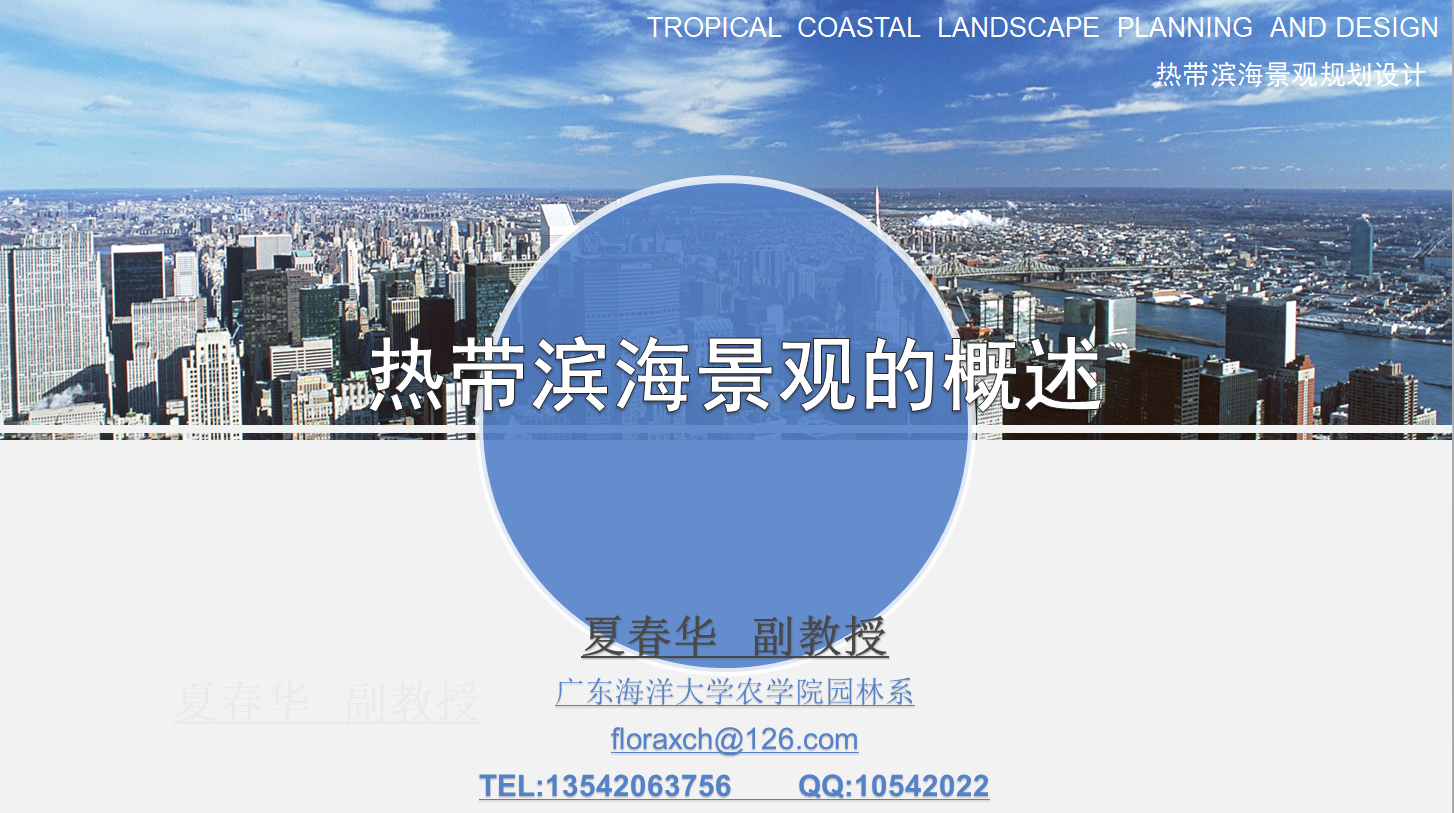 TROPICAL COASTAL LANDSCAPE PLANNING AND DESIGN
热带滨海景观规划设计
热带滨海景观的概述
夏春华 副教授
广东海洋大学农学院园林系
夏春华 副教授
floraxch@126.com
TEL:13542063756 QQ:10542022